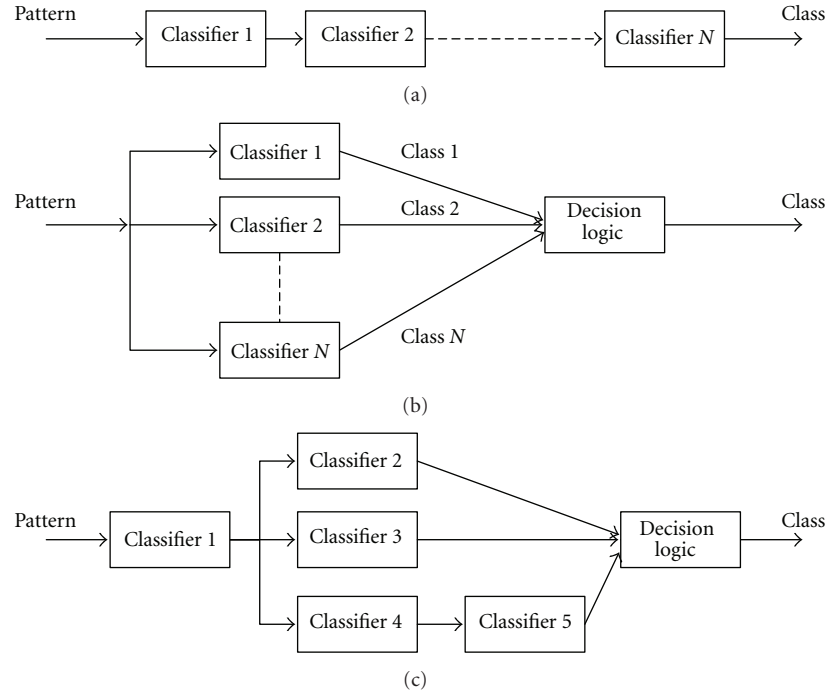 Pattern
Classifier 1
Classifier 2
Classifier N
Class
(a)
Pattern
Classifier 1
Classifier 2
Classifier N
Class 1
Class 2
Class N
Decision
logic
Class
(b)
Pattern
Classifier 1
Classifier 2
Classifier 3
Classifier 4
Classifier 5
Decision
logic
Class
(c)